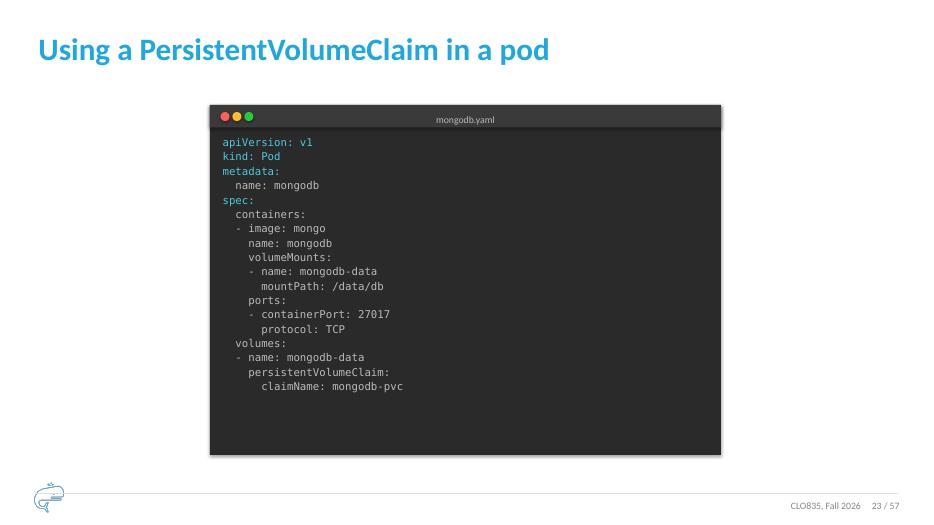 Using a PersistentVolumeClaim in a pod
mongodb.yaml
apiVersion: v1
kind: Pod
metadata:
  name: mongodb
spec:
  containers:
  - image: mongo
    name: mongodb
    volumeMounts:
    - name: mongodb-data
      mountPath: /data/db
    ports:
    - containerPort: 27017
      protocol: TCP
  volumes:
  - name: mongodb-data
    persistentVolumeClaim:
      claimName: mongodb-pvc
CLO835, Fall 2026 23 / 57